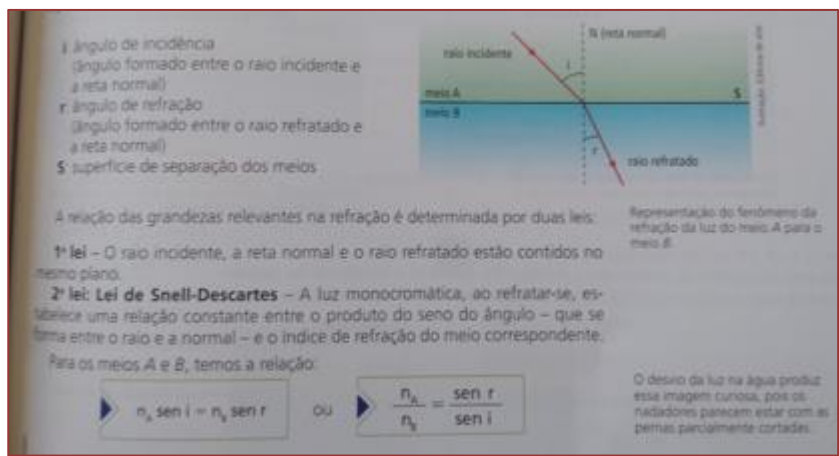 i ângulo de incidência
(ângulo formado entre o raio incidente e
a reta normal)
r ângulo de refração
(ângulo formado entre o raio refratado e
a reta normal)
S superfície de separação dos meios
N (reta normal)
raio incidente
i
meio A
S
meio B
r
raio refratado
Representação do fenômeno da
refração da luz do meio A para o
meio B.
A relação das grandezas relevantes na refração é determinada por duas leis:
1ª lei – O raio incidente, a reta normal e o raio refratado estão contidos no
mesmo plano.
2ª lei: Lei de Snell-Descartes – A luz monocromática, ao refratar-se, es-
tabelece uma relação constante entre o produto do seno do ângulo – que se
forma entre o raio e a normal – e o índice de refração do meio correspondente.
Para os meios A e B, temos a relação:
n_A sen i = n_B sen r ou n_A / n_B = sen r / sen i
O desvio da luz na água produz
essa imagem curiosa, pois os
nadadores parecem estar com as
pernas parcialmente cortadas.